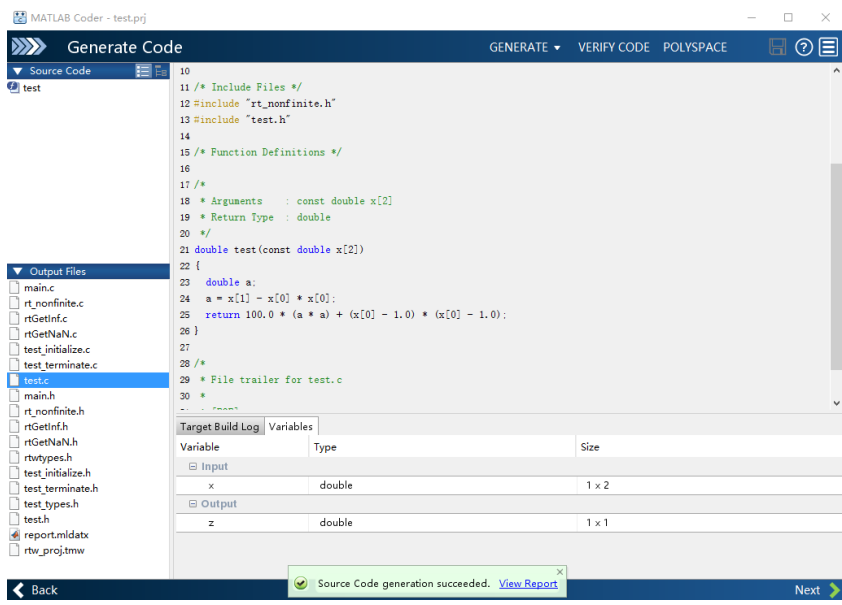 MATLAB Coder - test.prj
Generate Code
GENERATE VERIFY CODE POLYSPACE
Source Code
test
Output Files
main.c
rt_nonfinite.c
rtGetInf.c
rtGetNaN.c
test_initialize.c
test_terminate.c
test.c
main.h
rt_nonfinite.h
rtGetInf.h
rtGetNaN.h
rtwtypes.h
test_initialize.h
test_terminate.h
test_types.h
test.h
report.mldatx
rtw_proj.tmw
10
11 /* Include Files */
12 #include "rt_nonfinite.h"
13 #include "test.h"
14
15 /* Function Definitions */
16
17 /*
18  * Arguments    : const double x[2]
19  * Return Type  : double
20  */
21 double test(const double x[2])
22 {
23   double a;
24   a = x[1] - x[0] * x[0];
25   return 100.0 * (a * a) + (x[0] - 1.0) * (x[0] - 1.0);
26 }
27
28 /*
29  * File trailer for test.c
30  *
Target Build Log Variables
Variable Type Size
Input
x double 1 × 2
Output
z double 1 × 1
Source Code generation succeeded. View Report
Back
Next